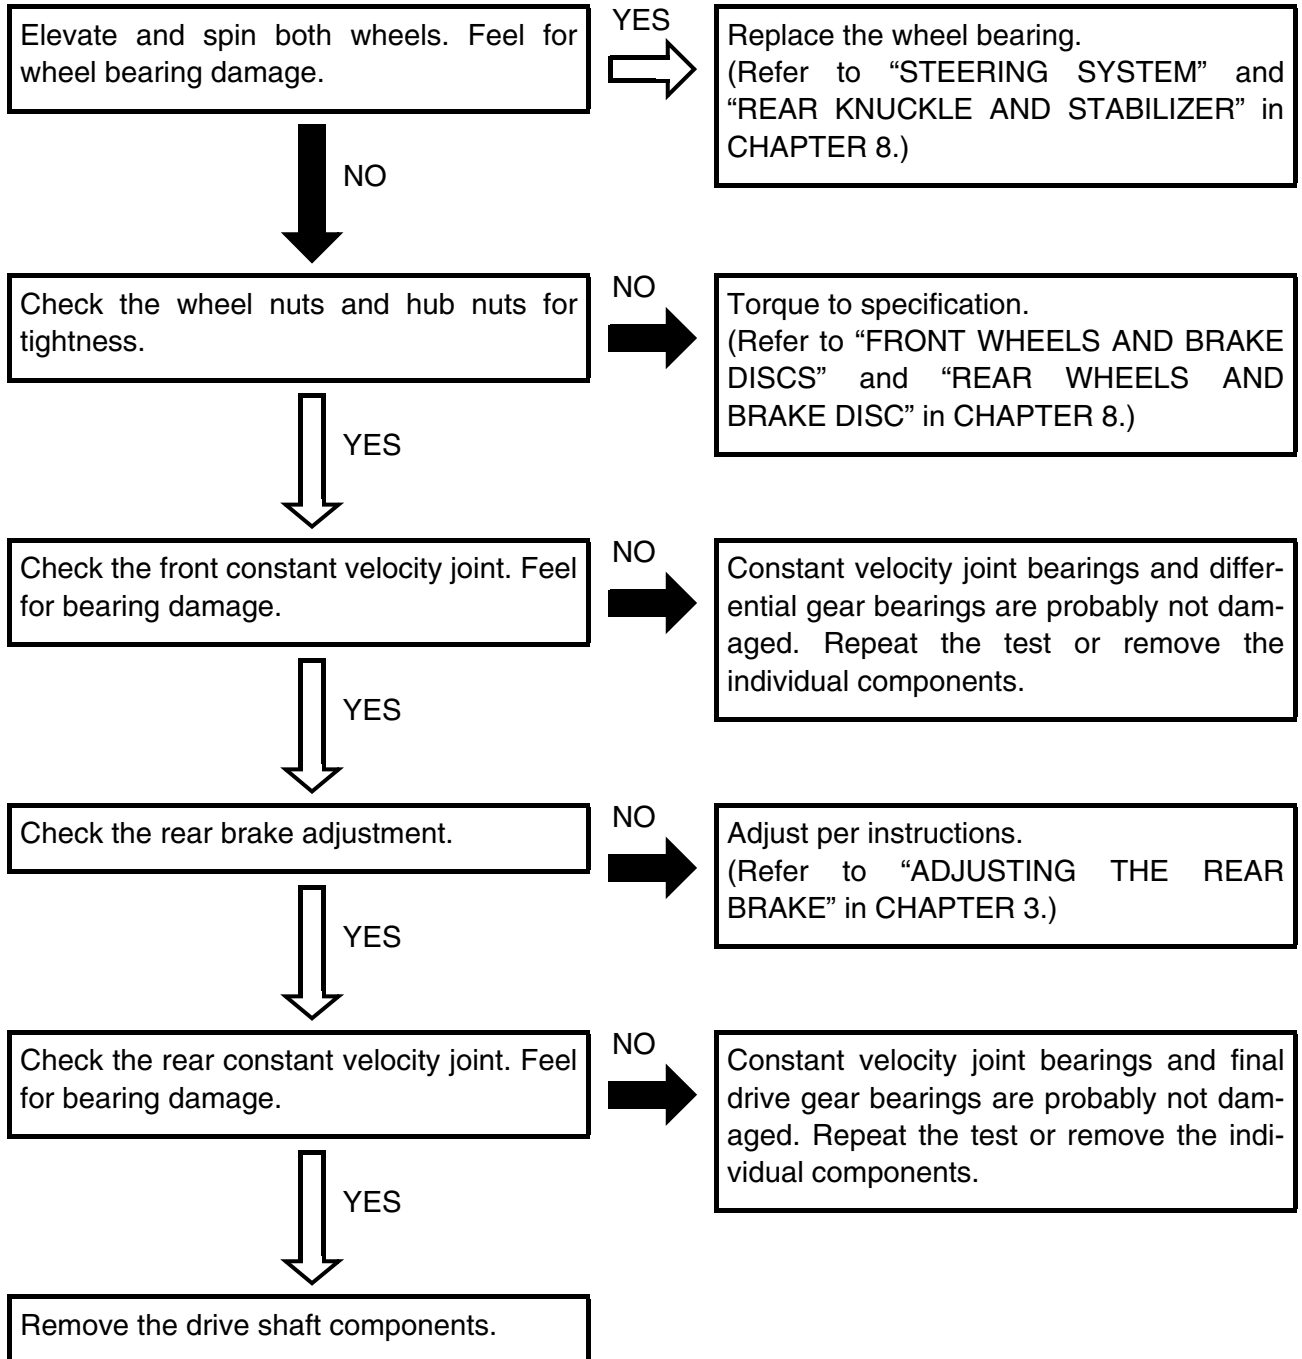 Elevate and spin both wheels. Feel for
wheel bearing damage.
YES
Replace the wheel bearing.
(Refer to “STEERING SYSTEM” and
“REAR KNUCKLE AND STABILIZER” in
CHAPTER 8.)
NO
Check the wheel nuts and hub nuts for
tightness.
NO
Torque to specification.
(Refer to “FRONT WHEELS AND BRAKE
DISCS” and “REAR WHEELS AND
BRAKE DISC” in CHAPTER 8.)
YES
Check the front constant velocity joint. Feel
for bearing damage.
NO
Constant velocity joint bearings and differ-
ential gear bearings are probably not dam-
aged. Repeat the test or remove the
individual components.
YES
Check the rear brake adjustment.
NO
Adjust per instructions.
(Refer to “ADJUSTING THE REAR
BRAKE” in CHAPTER 3.)
YES
Check the rear constant velocity joint. Feel
for bearing damage.
NO
Constant velocity joint bearings and final
drive gear bearings are probably not dam-
aged. Repeat the test or remove the indi-
vidual components.
YES
Remove the drive shaft components.